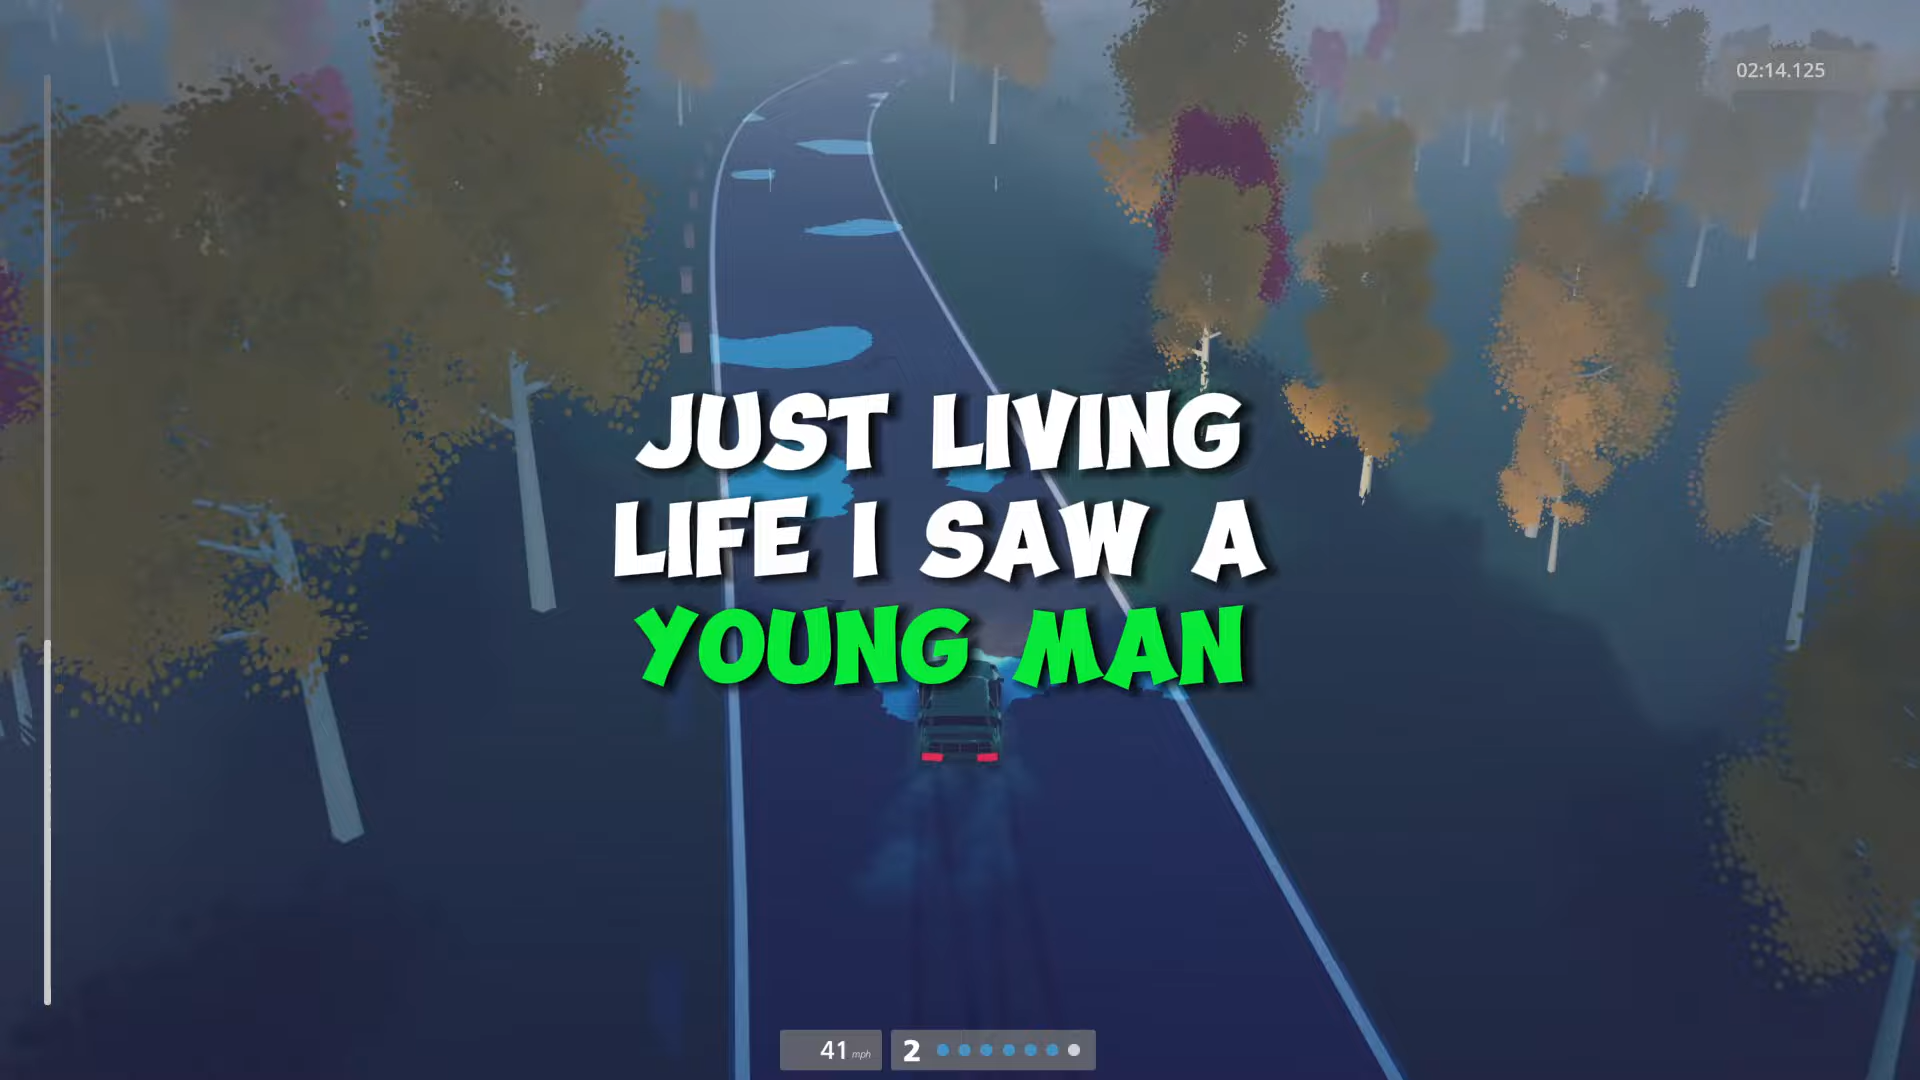 02:14.125
JUST LIVING
LIFE I SAW A
YOUNG MAN
41 mph
2